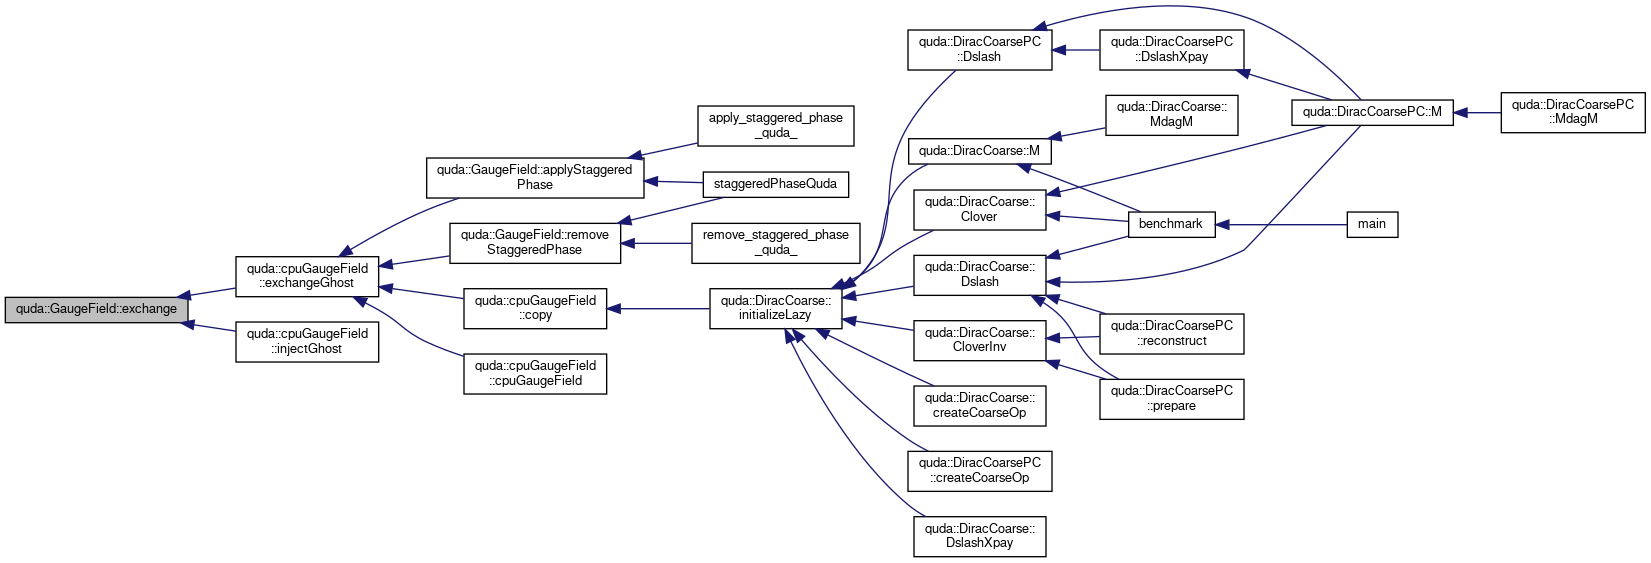 quda::GaugeField::exchange
quda::cpuGaugeField
::exchangeGhost
quda::cpuGaugeField
::injectGhost
quda::GaugeField::applyStaggered
Phase
quda::GaugeField::remove
StaggeredPhase
quda::cpuGaugeField
::copy
quda::cpuGaugeField
::cpuGaugeField
apply_staggered_phase
_quda_
staggeredPhaseQuda
remove_staggered_phase
_quda_
quda::DiracCoarse::
initializeLazy
quda::DiracCoarsePC
::Dslash
quda::DiracCoarse::M
quda::DiracCoarse::
Clover
quda::DiracCoarse::
Dslash
quda::DiracCoarse::
CloverInv
quda::DiracCoarse::
createCoarseOp
quda::DiracCoarsePC
::createCoarseOp
quda::DiracCoarse::
DslashXpay
quda::DiracCoarsePC
::DslashXpay
quda::DiracCoarse::
MdagM
benchmark
quda::DiracCoarsePC
::reconstruct
quda::DiracCoarsePC
::prepare
quda::DiracCoarsePC::M
main
quda::DiracCoarsePC
::MdagM